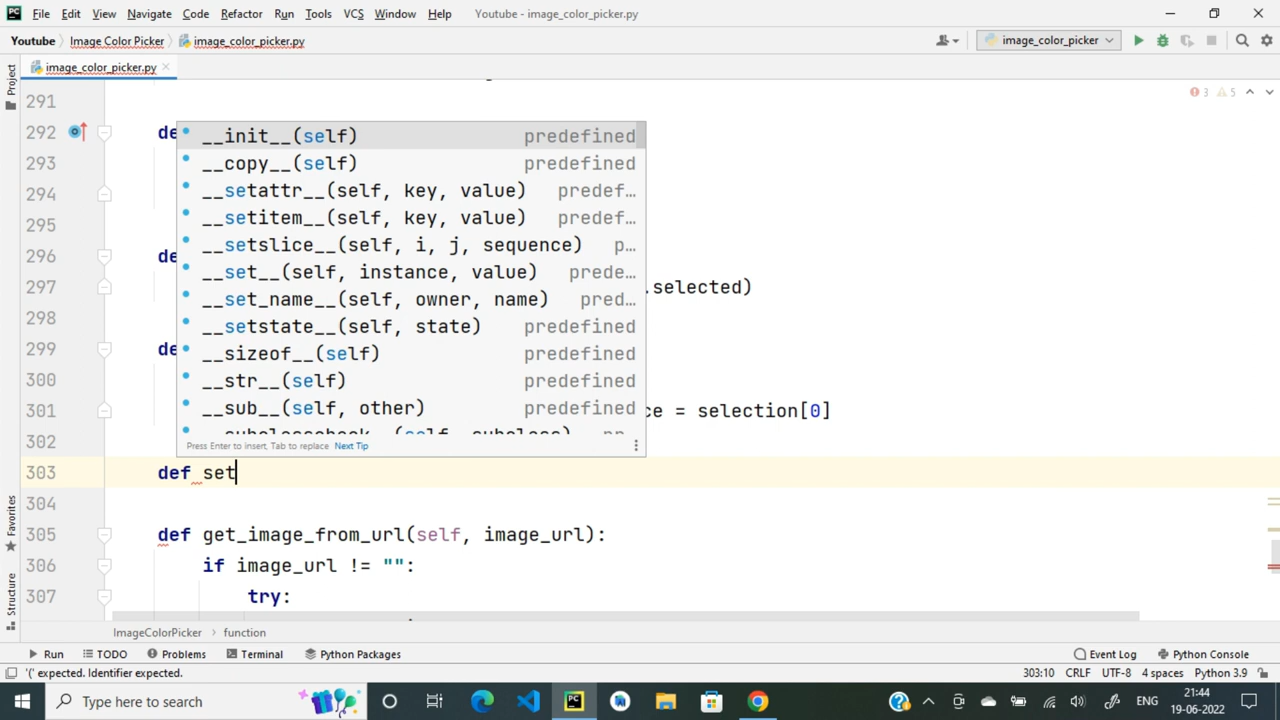 PC File Edit View Navigate Code Refactor Run Tools VCS Window Help Youtube - image_color_picker.py
Youtube Image Color Picker image_color_picker.py image_color_picker
Project image_color_picker.py
291 3 5
292 de __init__(self) predefined
293 __copy__(self) predefined
294 __setattr__(self, key, value) predef…
295 __setitem__(self, key, value) predef…
296 de __setslice__(self, i, j, sequence) p…
297 __set__(self, instance, value) prede… .selected)
298 __set_name__(self, owner, name) pred…
299 de __setstate__(self, state) predefined
300 __sizeof__(self) predefined
301 __str__(self) predefined ce = selection[0]
302 __sub__(self, other) predefined
Press Enter to insert, Tab to replace Next Tip
303 def set
304
305 def get_image_from_url(self, image_url):
306 if image_url != "":
307 try:
Favorites
Structure
ImageColorPicker function
Run TODO Problems Terminal Python Packages Event Log Python Console
'(' expected. Identifier expected. 303:10 CRLF UTF-8 4 spaces Python 3.9
Type here to search ENG 21:44
19-06-2022